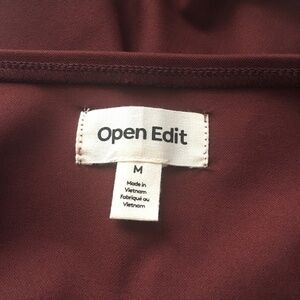 Open Edit
M
Made in
Vietnam
Fabriqué au
Vietnam